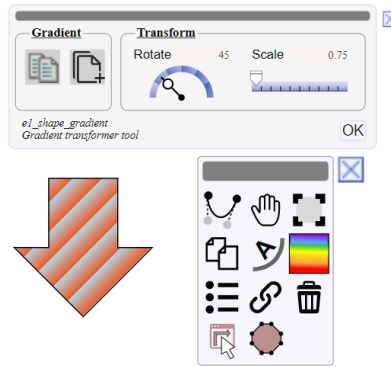 Gradient
Transform
Rotate 45 Scale 0.75
e1_shape_gradient
Gradient transformer tool
OK